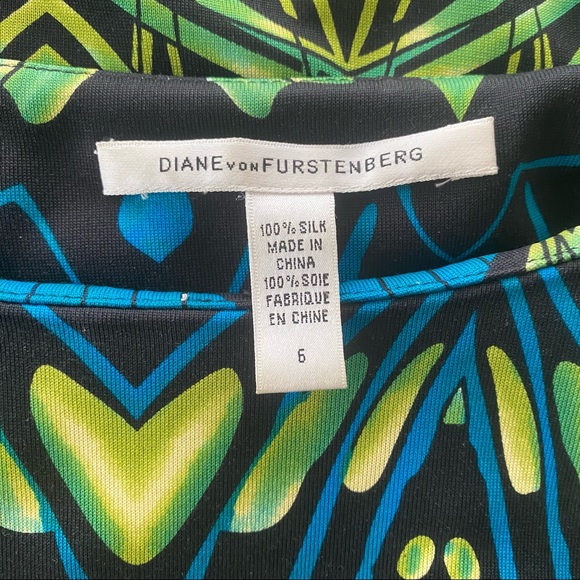 DIANE VON FURSTENBERG
100% SILK
MADE IN
CHINA
100% SOIE
FABRIQUE
EN CHINE
6